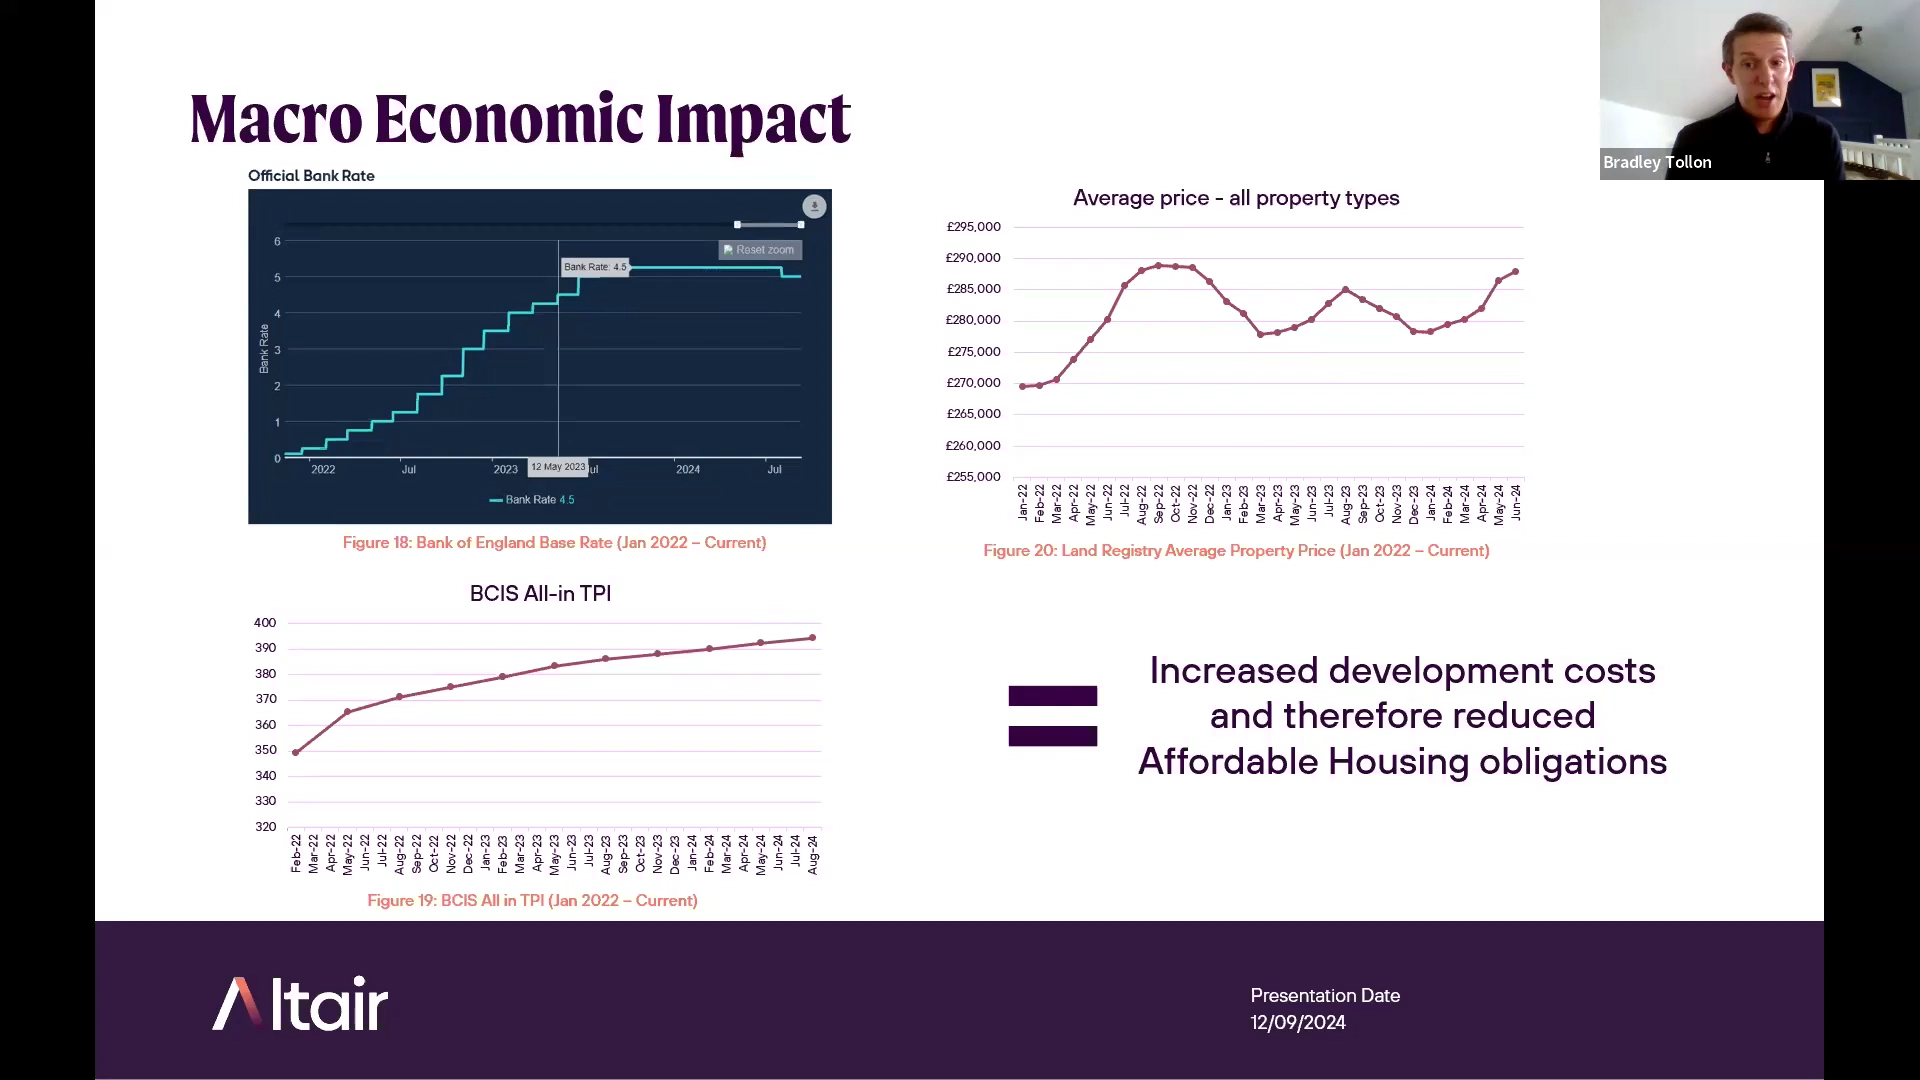 Macro Economic Impact
Bradley Tollon
Official Bank Rate
Reset zoom
6
5
4
3
2
1
0
Bank Rate
Bank Rate: 4.5
2022
Jul
2023
12 May 2023
ul
2024
Jul
Bank Rate 4.5
Figure 18: Bank of England Base Rate (Jan 2022 – Current)
Average price - all property types
£295,000
£290,000
£285,000
£280,000
£275,000
£270,000
£265,000
£260,000
£255,000
Jan-22
Feb-22
Mar-22
Apr-22
May-22
Jun-22
Jul-22
Aug-22
Sep-22
Oct-22
Nov-22
Dec-22
Jan-23
Feb-23
Mar-23
Apr-23
May-23
Jun-23
Jul-23
Aug-23
Sep-23
Oct-23
Nov-23
Dec-23
Jan-24
Feb-24
Mar-24
Apr-24
May-24
Jun-24
Figure 20: Land Registry Average Property Price (Jan 2022 – Current)
BCIS All-in TPI
400
390
380
370
360
350
340
330
320
Feb-22
Mar-22
Apr-22
May-22
Jun-22
Jul-22
Aug-22
Sep-22
Oct-22
Nov-22
Dec-22
Jan-23
Feb-23
Mar-23
Apr-23
May-23
Jun-23
Jul-23
Aug-23
Sep-23
Oct-23
Nov-23
Dec-23
Jan-24
Feb-24
Mar-24
Apr-24
May-24
Jun-24
Jul-24
Aug-24
Figure 19: BCIS All in TPI (Jan 2022 – Current)
Increased development costs
and therefore reduced
Affordable Housing obligations
Altair
Presentation Date
12/09/2024